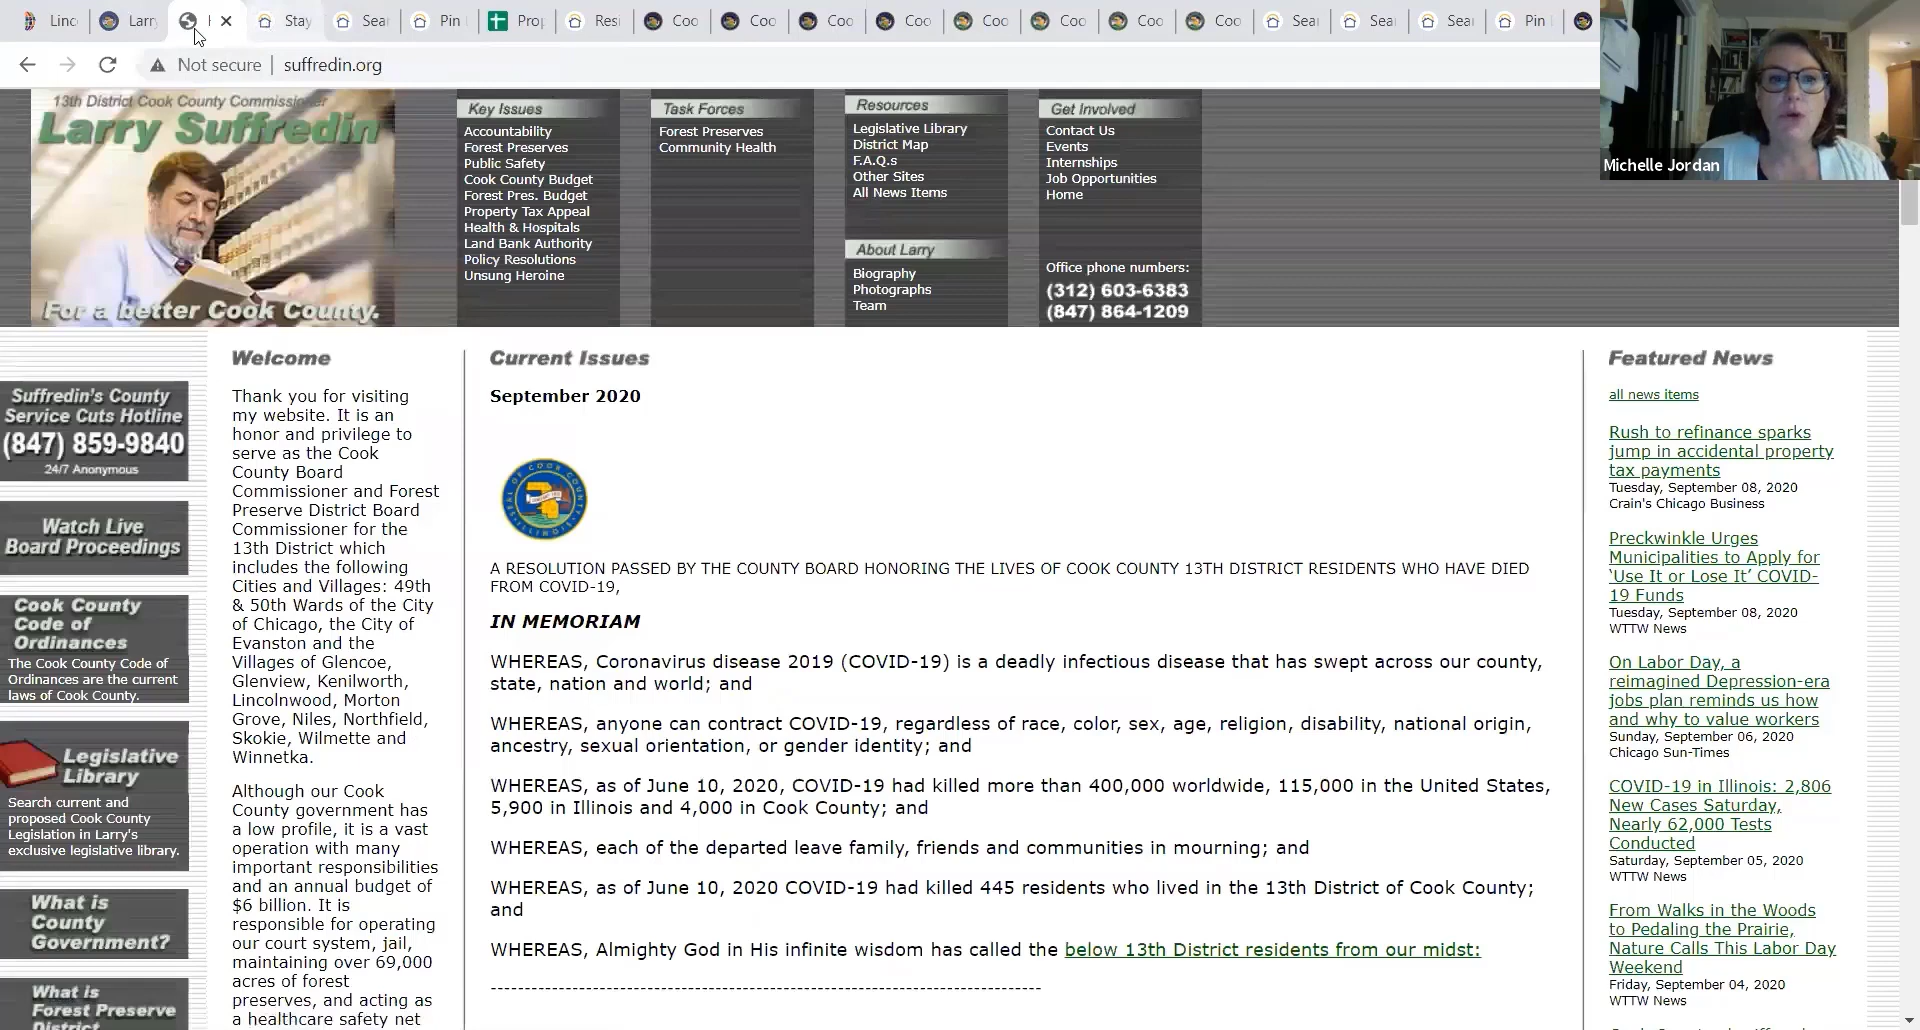 Linc
Larry
Stay
Sear
Pin
Prop
Resi
Coo
Coo
Coo
Coo
Coo
Coo
Coo
Coo
Sear
Sear
Sear
Pin
Not secure
suffredin.org
Michelle Jordan
13th District Cook County Commissioner
Larry Suffredin
For a better Cook County.
Key Issues
Accountability
Forest Preserves
Public Safety
Cook County Budget
Forest Pres. Budget
Property Tax Appeal
Health & Hospitals
Land Bank Authority
Policy Resolutions
Unsung Heroine
Task Forces
Forest Preserves
Community Health
Resources
Legislative Library
District Map
F.A.Q.s
Other Sites
All News Items
About Larry
Biography
Photographs
Team
Get Involved
Contact Us
Events
Internships
Job Opportunities
Home
Office phone numbers:
(312) 603-6383
(847) 864-1209
Suffredin's County
Service Cuts Hotline
(847) 859-9840
24/7 Anonymous
Watch Live
Board Proceedings
Cook County
Code of
Ordinances
The Cook County Code of
Ordinances are the current
laws of Cook County.
Legislative
Library
Search current and
proposed Cook County
Legislation in Larry's
exclusive legislative library.
What is
County
Government?
What is
Forest Preserve
District
Welcome
Thank you for visiting
my website. It is an
honor and privilege to
serve as the Cook
County Board
Commissioner and Forest
Preserve District Board
Commissioner for the
13th District which
includes the following
Cities and Villages: 49th
& 50th Wards of the City
of Chicago, the City of
Evanston and the
Villages of Glencoe,
Glenview, Kenilworth,
Lincolnwood, Morton
Grove, Niles, Northfield,
Skokie, Wilmette and
Winnetka.
Although our Cook
County government has
a low profile, it is a vast
operation with many
important responsibilities
and an annual budget of
$6 billion. It is
responsible for operating
our court system, jail,
maintaining over 69,000
acres of forest
preserves, and acting as
a healthcare safety net
Current Issues
September 2020
A RESOLUTION PASSED BY THE COUNTY BOARD HONORING THE LIVES OF COOK COUNTY 13TH DISTRICT RESIDENTS WHO HAVE DIED
FROM COVID-19,
IN MEMORIAM
WHEREAS, Coronavirus disease 2019 (COVID-19) is a deadly infectious disease that has swept across our county,
state, nation and world; and
WHEREAS, anyone can contract COVID-19, regardless of race, color, sex, age, religion, disability, national origin,
ancestry, sexual orientation, or gender identity; and
WHEREAS, as of June 10, 2020, COVID-19 had killed more than 400,000 worldwide, 115,000 in the United States,
5,900 in Illinois and 4,000 in Cook County; and
WHEREAS, each of the departed leave family, friends and communities in mourning; and
WHEREAS, as of June 10, 2020 COVID-19 had killed 445 residents who lived in the 13th District of Cook County;
and
WHEREAS, Almighty God in His infinite wisdom has called the below 13th District residents from our midst:
--------------------------------------------------------------------------------
Featured News
all news items
Rush to refinance sparks
jump in accidental property
tax payments
Tuesday, September 08, 2020
Crain's Chicago Business
Preckwinkle Urges
Municipalities to Apply for
‘Use It or Lose It’ COVID-
19 Funds
Tuesday, September 08, 2020
WTTW News
On Labor Day, a
reimagined Depression-era
jobs plan reminds us how
and why to value workers
Sunday, September 06, 2020
Chicago Sun-Times
COVID-19 in Illinois: 2,806
New Cases Saturday,
Nearly 62,000 Tests
Conducted
Saturday, September 05, 2020
WTTW News
From Walks in the Woods
to Pedaling the Prairie,
Nature Calls This Labor Day
Weekend
Friday, September 04, 2020
WTTW News